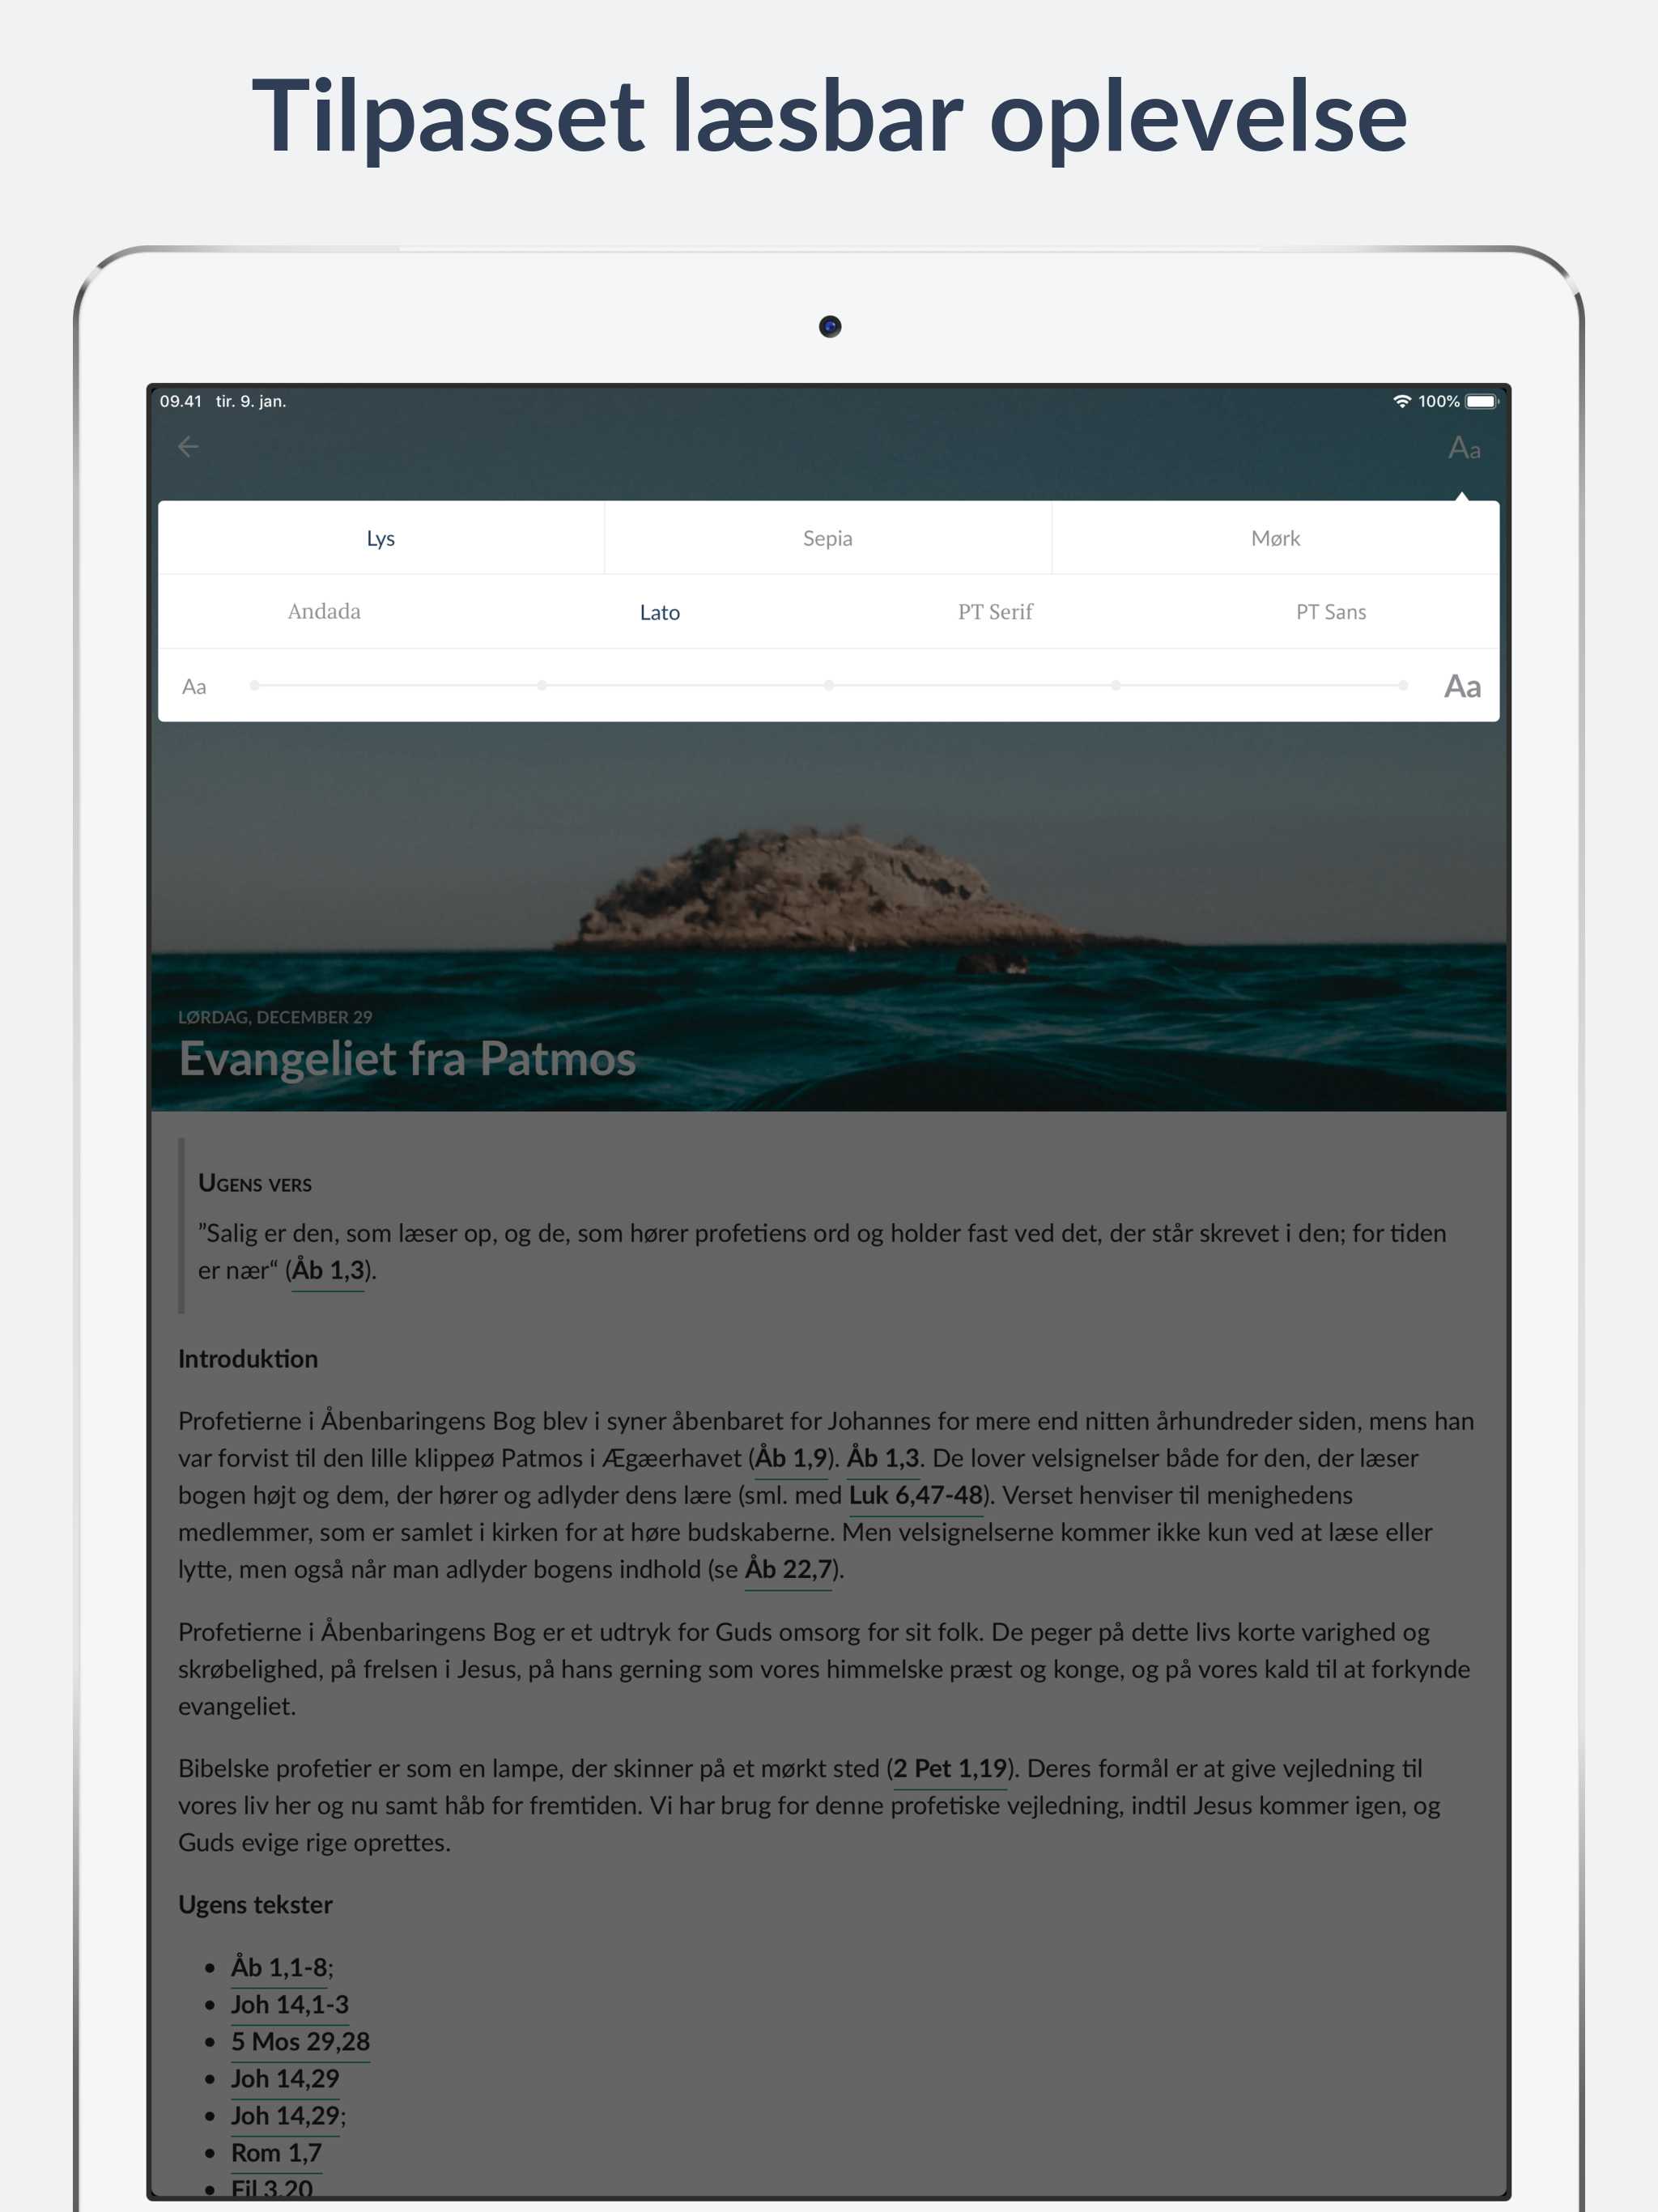 Tilpasset læsbar oplevelse
09.41 tir. 9. jan.
100%
Aa
Lys Sepia Mørk
Andada Lato PT Serif PT Sans
Aa Aa
LØRDAG, DECEMBER 29
Evangeliet fra Patmos
UGENS VERS
”Salig er den, som læser op, og de, som hører profetiens ord og holder fast ved det, der står skrevet i den; for tiden
er nær“ (Åb 1,3).
Introduktion
Profetierne i Åbenbaringens Bog blev i syner åbenbaret for Johannes for mere end nitten århundreder siden, mens han
var forvist til den lille klippeø Patmos i Ægæerhavet (Åb 1,9). Åb 1,3. De lover velsignelser både for den, der læser
bogen højt og dem, der hører og adlyder dens lære (sml. med Luk 6,47-48). Verset henviser til menighedens
medlemmer, som er samlet i kirken for at høre budskaberne. Men velsignelserne kommer ikke kun ved at læse eller
lytte, men også når man adlyder bogens indhold (se Åb 22,7).
Profetierne i Åbenbaringens Bog er et udtryk for Guds omsorg for sit folk. De peger på dette livs korte varighed og
skrøbelighed, på frelsen i Jesus, på hans gerning som vores himmelske præst og konge, og på vores kald til at forkynde
evangeliet.
Bibelske profetier er som en lampe, der skinner på et mørkt sted (2 Pet 1,19). Deres formål er at give vejledning til
vores liv her og nu samt håb for fremtiden. Vi har brug for denne profetiske vejledning, indtil Jesus kommer igen, og
Guds evige rige oprettes.
Ugens tekster
• Åb 1,1-8;
• Joh 14,1-3
• 5 Mos 29,28
• Joh 14,29
• Joh 14,29;
• Rom 1,7
• Fil 3,20